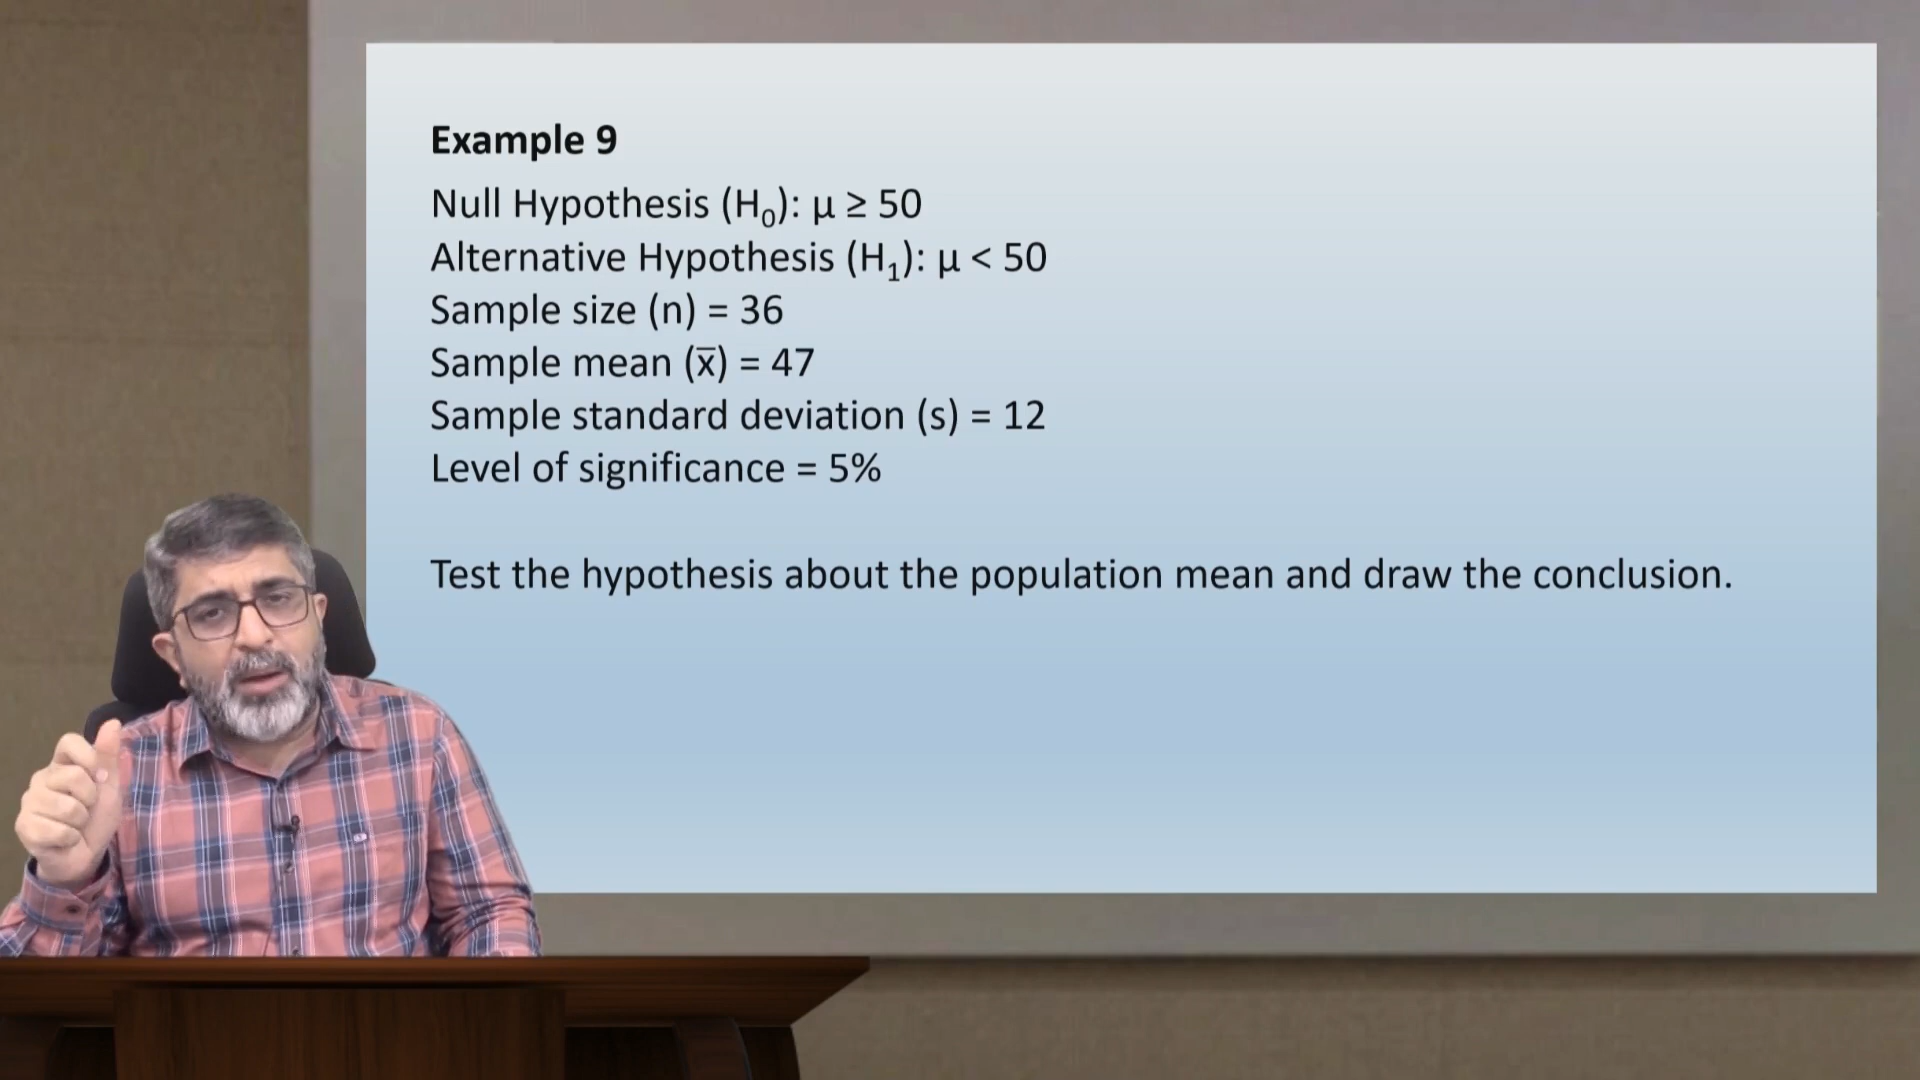 Example 9
Null Hypothesis (H₀): μ ≥ 50
Alternative Hypothesis (H₁): μ < 50
Sample size (n) = 36
Sample mean (x̅) = 47
Sample standard deviation (s) = 12
Level of significance = 5%
Test the hypothesis about the population mean and draw the conclusion.